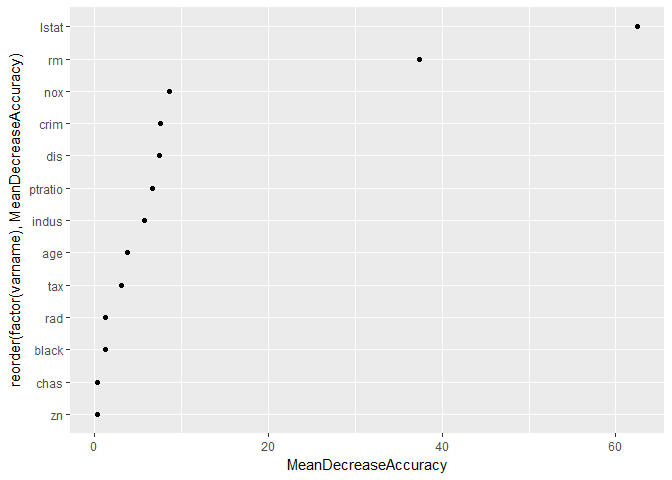 reorder(factor(varname), MeanDecreaseAccuracy)
lstat
rm
nox
crim
dis
ptratio
indus
age
tax
rad
black
chas
zn
0 20 40 60
MeanDecreaseAccuracy